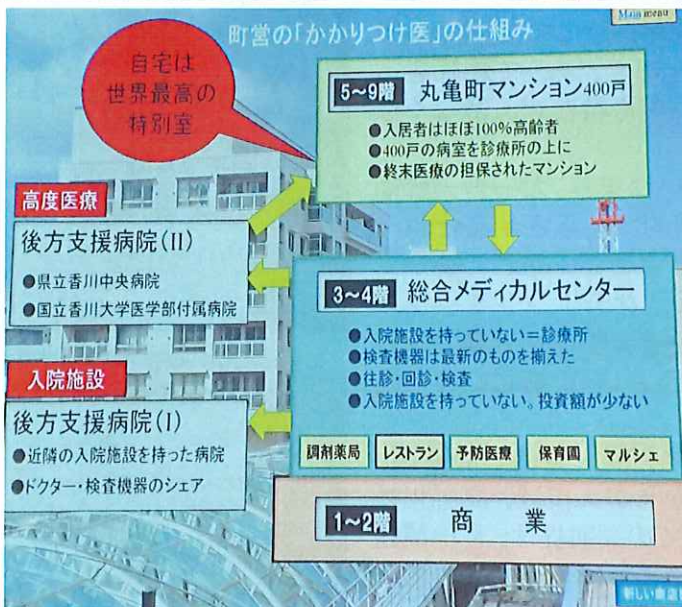 Main menu
町営の「かかりつけ医」の仕組み
自宅は
世界最高の
特別室
5～9階 丸亀町マンション400戸
●入居者はほぼ100%高齢者
●400戸の病室を診療所の上に
●終末医療の担保されたマンション
高度医療
後方支援病院(II)
●県立香川中央病院
●国立香川大学医学部付属病院
3～4階 総合メディカルセンター
●入院施設を持っていない＝診療所
●検査機器は最新のものを揃えた
●往診・回診・検査
●入院施設を持っていない。投資額が少ない
入院施設
後方支援病院(I)
●近隣の入院施設を持った病院
●ドクター・検査機器のシェア
調剤薬局 レストラン 予防医療 保育園 マルシェ
1～2階 商 業
新しい